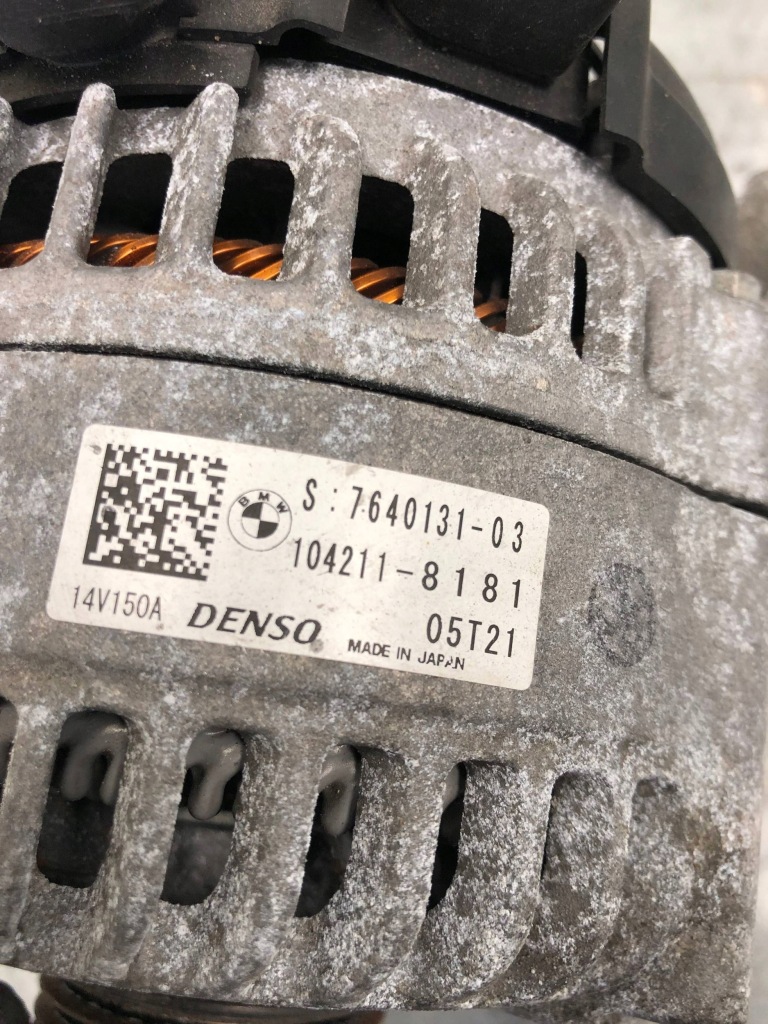 BMW
S:7640131-03
104211-8181
14V150A DENSO 05T21
MADE IN JAPAN